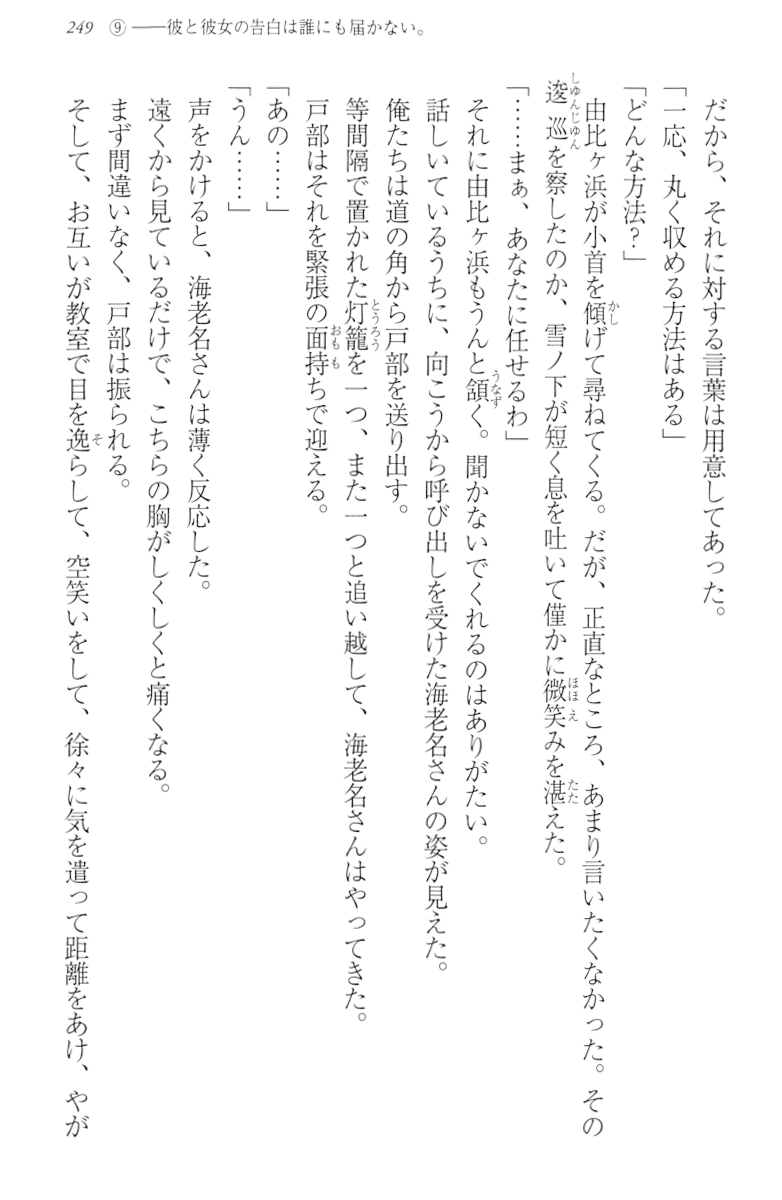 249 ⑨――彼と彼女の告白は誰にも届かない。
だから、それに対する言葉は用意してあった。
「一応、丸く収める方法はある」
「どんな方法？」
由比ヶ浜が小首を傾げて尋ねてくる。だが、正直なところ、あまり言いたくなかった。その
逡巡を察したのか、雪ノ下が短く息を吐いて僅かに微笑みを湛えた。
「……まぁ、あなたに任せるわ」
それに由比ヶ浜もうんと頷く。聞かないでくれるのはありがたい。
話しているうちに、向こうから呼び出しを受けた海老名さんの姿が見えた。
俺たちは道の角から戸部を送り出す。
等間隔で置かれた灯籠を一つ、また一つと追い越して、海老名さんはやってきた。
戸部はそれを緊張の面持ちで迎える。
「あの……」
「うん……」
声をかけると、海老名さんは薄く反応した。
遠くから見ているだけで、こちらの胸がしくしくと痛くなる。
まず間違いなく、戸部は振られる。
そして、お互いが教室で目を逸らして、空笑いをして、徐々に気を遣って距離をあけ、やが